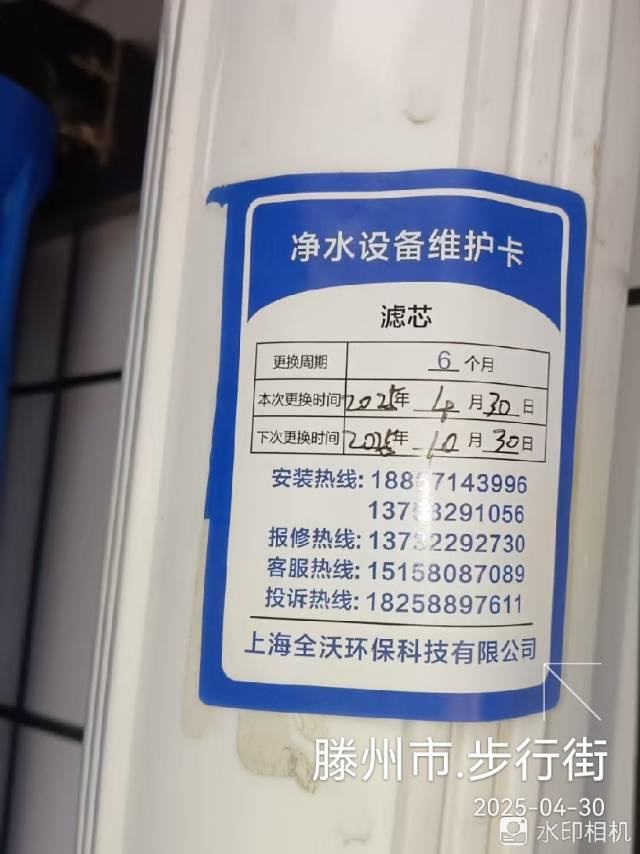 净水设备维护卡
滤芯
更换周期 6 个月
本次更换时间 2025年 4 月 30 日
下次更换时间 2025年 10 月 30 日
安装热线:
报修热线:
客服热线: 15158087089
投诉热线: 18258897611
上海全沃环保科技有限公司
滕州市.步行街
2025-04-30
水印相机